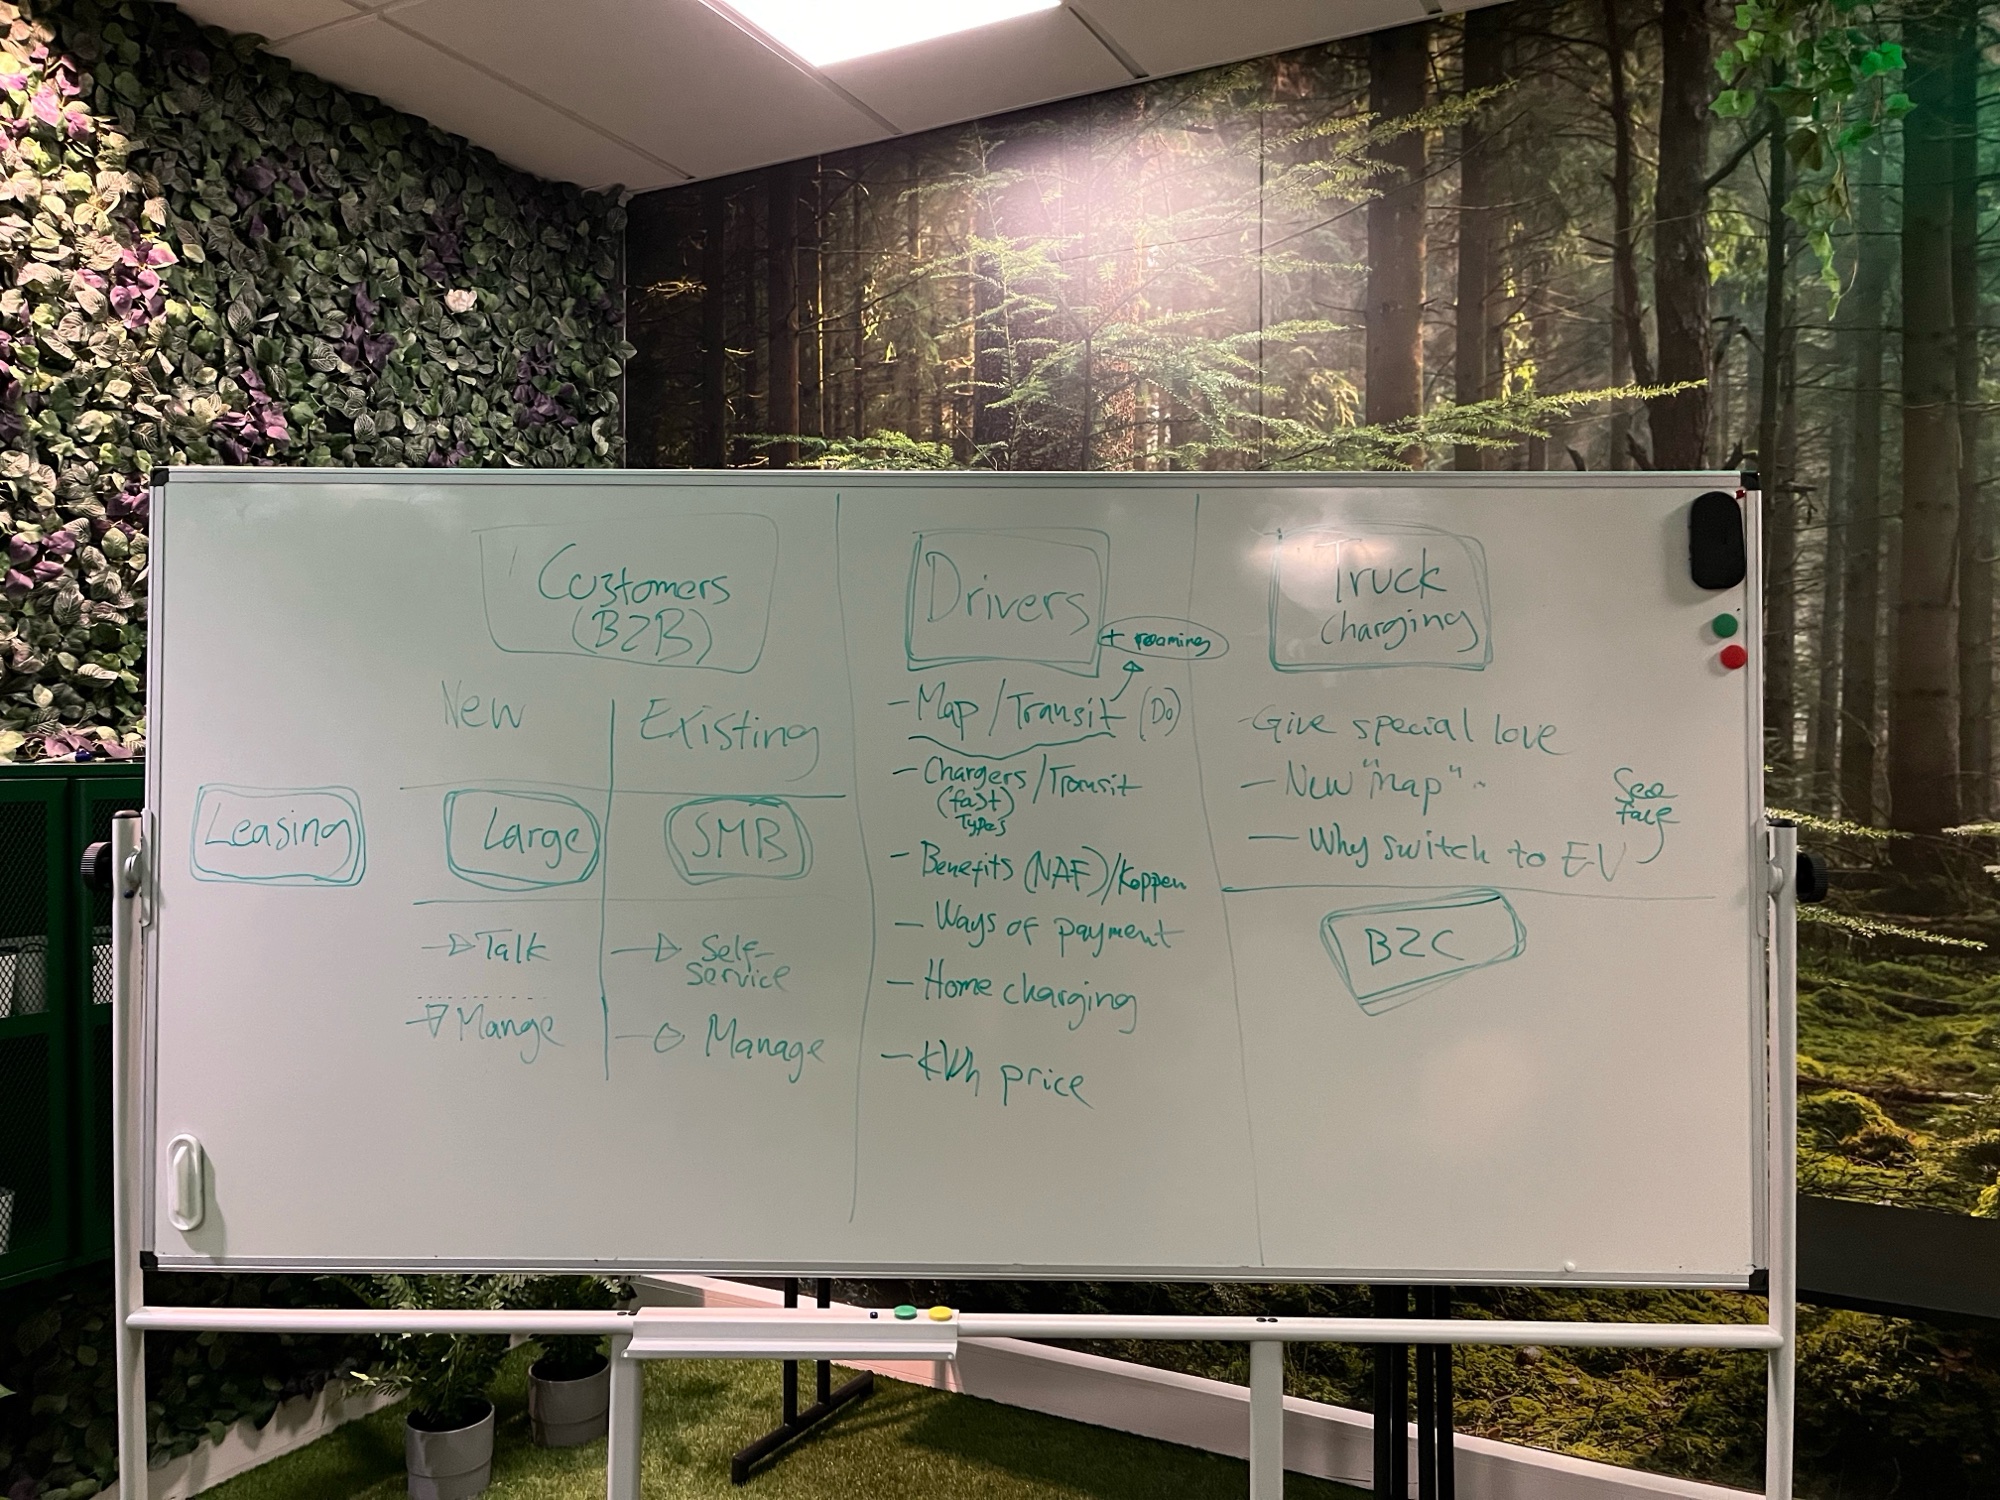 Customers
(B2B)
New
Existing
Leasing
Large
SMB
Talk
Self-
service
Mange
Manage
Drivers
+ roaming
- Map / Transit (Do)
- Chargers / Transit
(fast)
Types
- Benefits (NAF) / Koppen
- Ways of payment
- Home charging
- kWh price
Truck
charging
- Give special love
- New "map"
- Why switch to EV
B2C